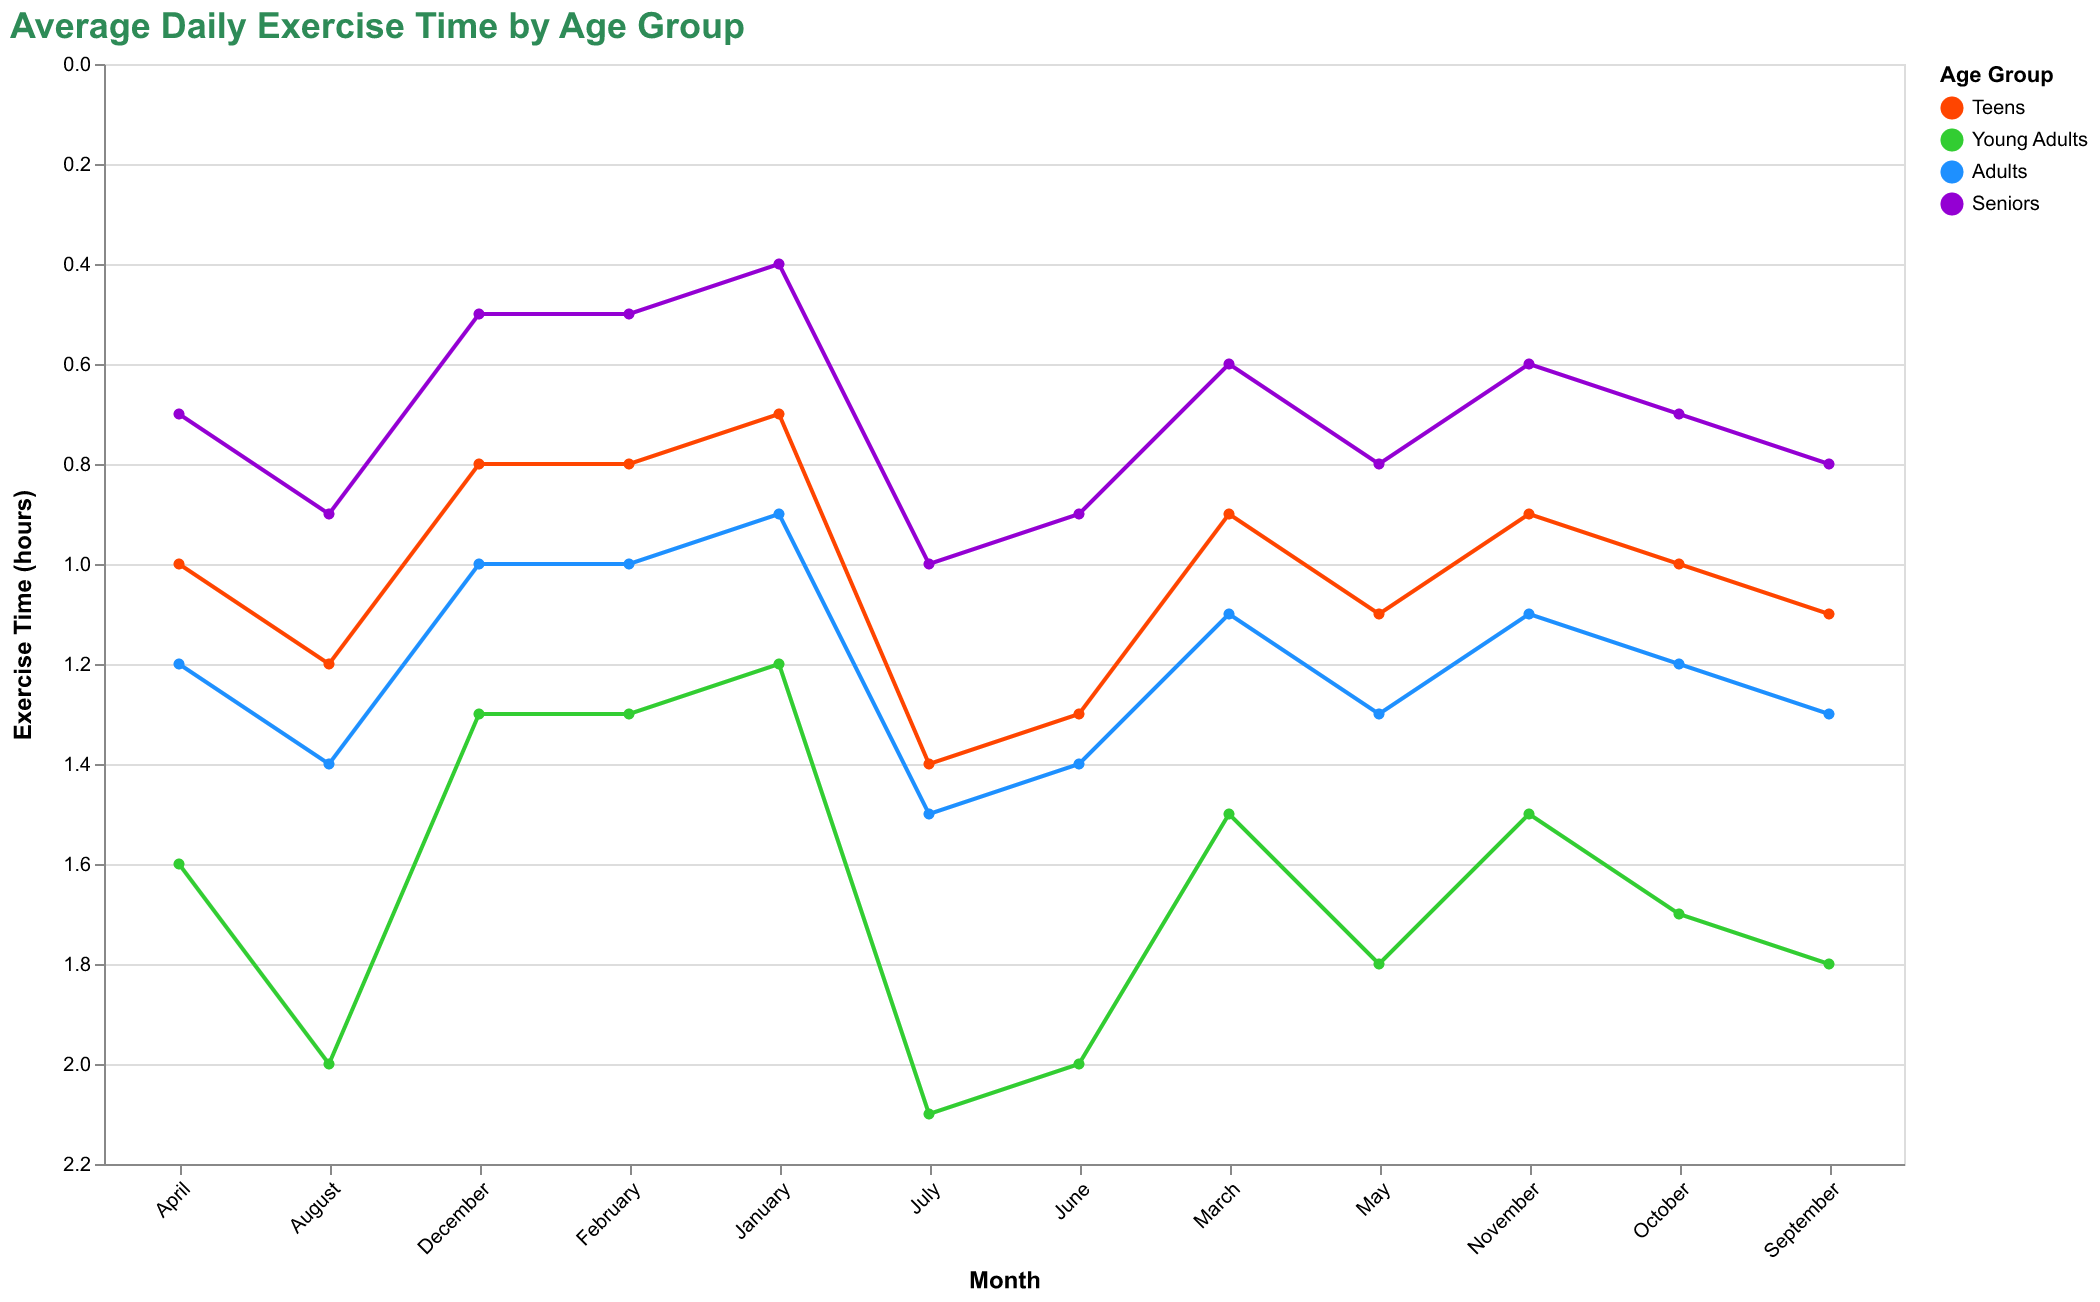 Average Daily Exercise Time by Age Group
Exercise Time (hours)
0.0
0.2
0.4
0.6
0.8
1.0
1.2
1.4
1.6
1.8
2.0
2.2
April
August
December
February
January
July
June
March
May
November
October
September
Month
Age Group
Teens
Young Adults
Adults
Seniors